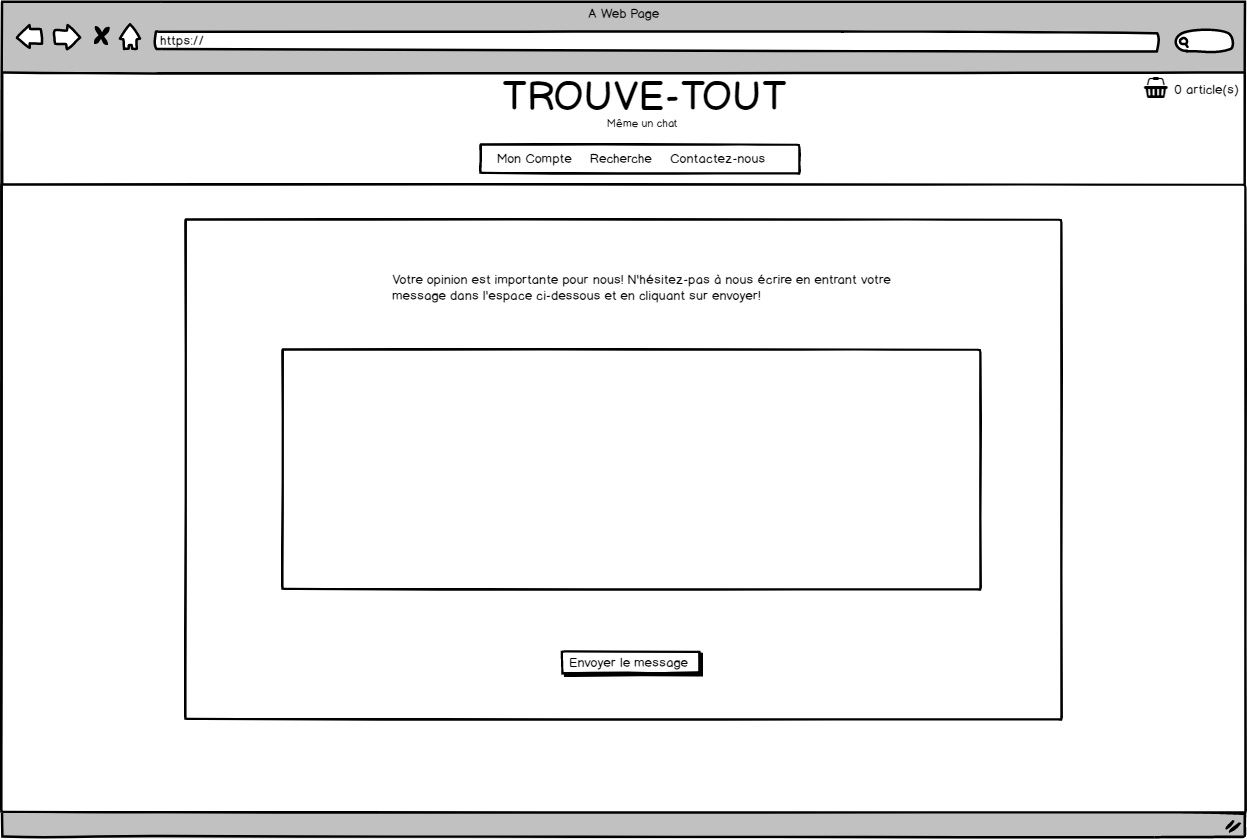 A Web Page
https://
TROUVE-TOUT
0 article(s)
Même un chat
Mon Compte Recherche Contactez-nous
Votre opinion est importante pour nous! N'hésitez-pas à nous écrire en entrant votre
message dans l'espace ci-dessous et en cliquant sur envoyer!
Envoyer le message